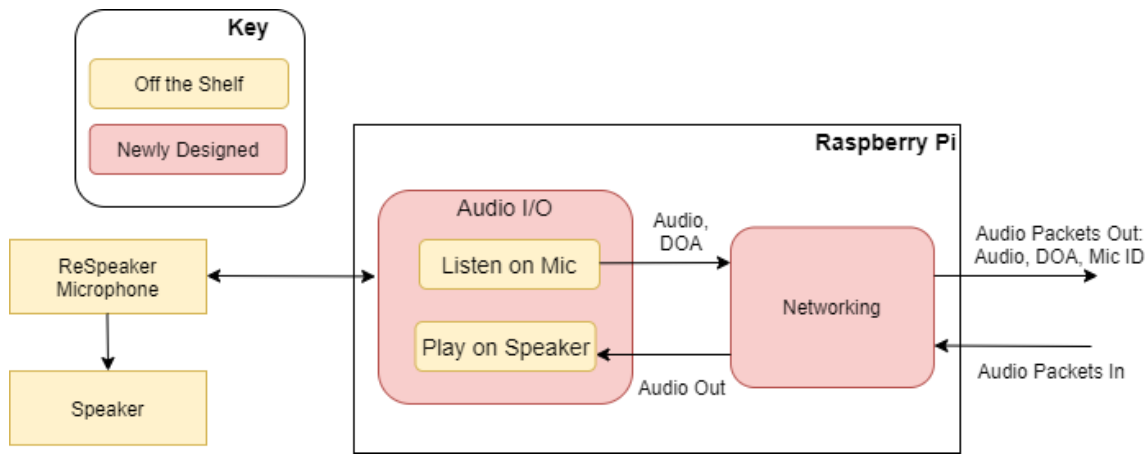 Key
Off the Shelf
Newly Designed
Raspberry Pi
Audio I/O
Listen on Mic
Play on Speaker
Audio,
DOA
Audio Out
Networking
Audio Packets Out:
Audio, DOA, Mic ID
Audio Packets In
ReSpeaker
Microphone
Speaker